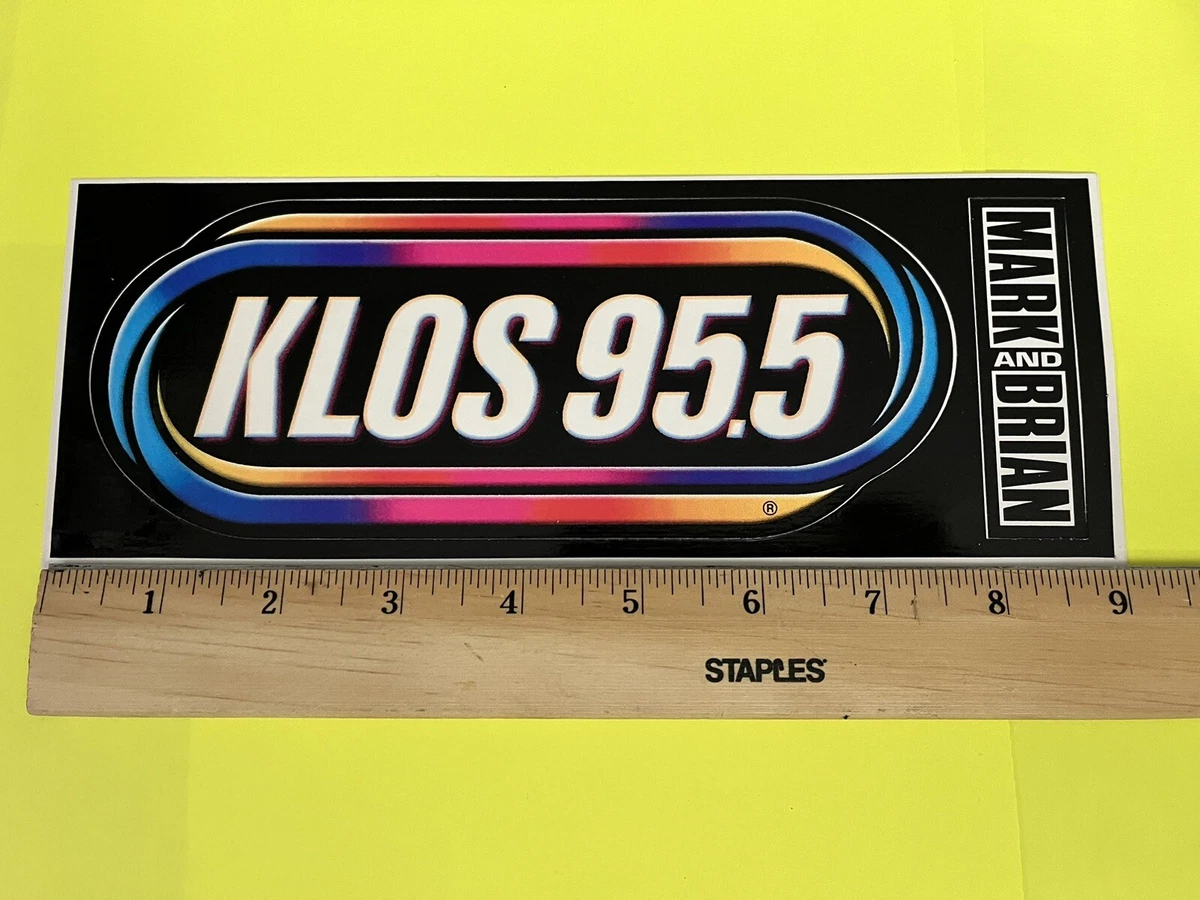 KLOS 95.5
®
MARK AND BRIAN
1 2 3 4 5 6 7 8 9
STAPLES